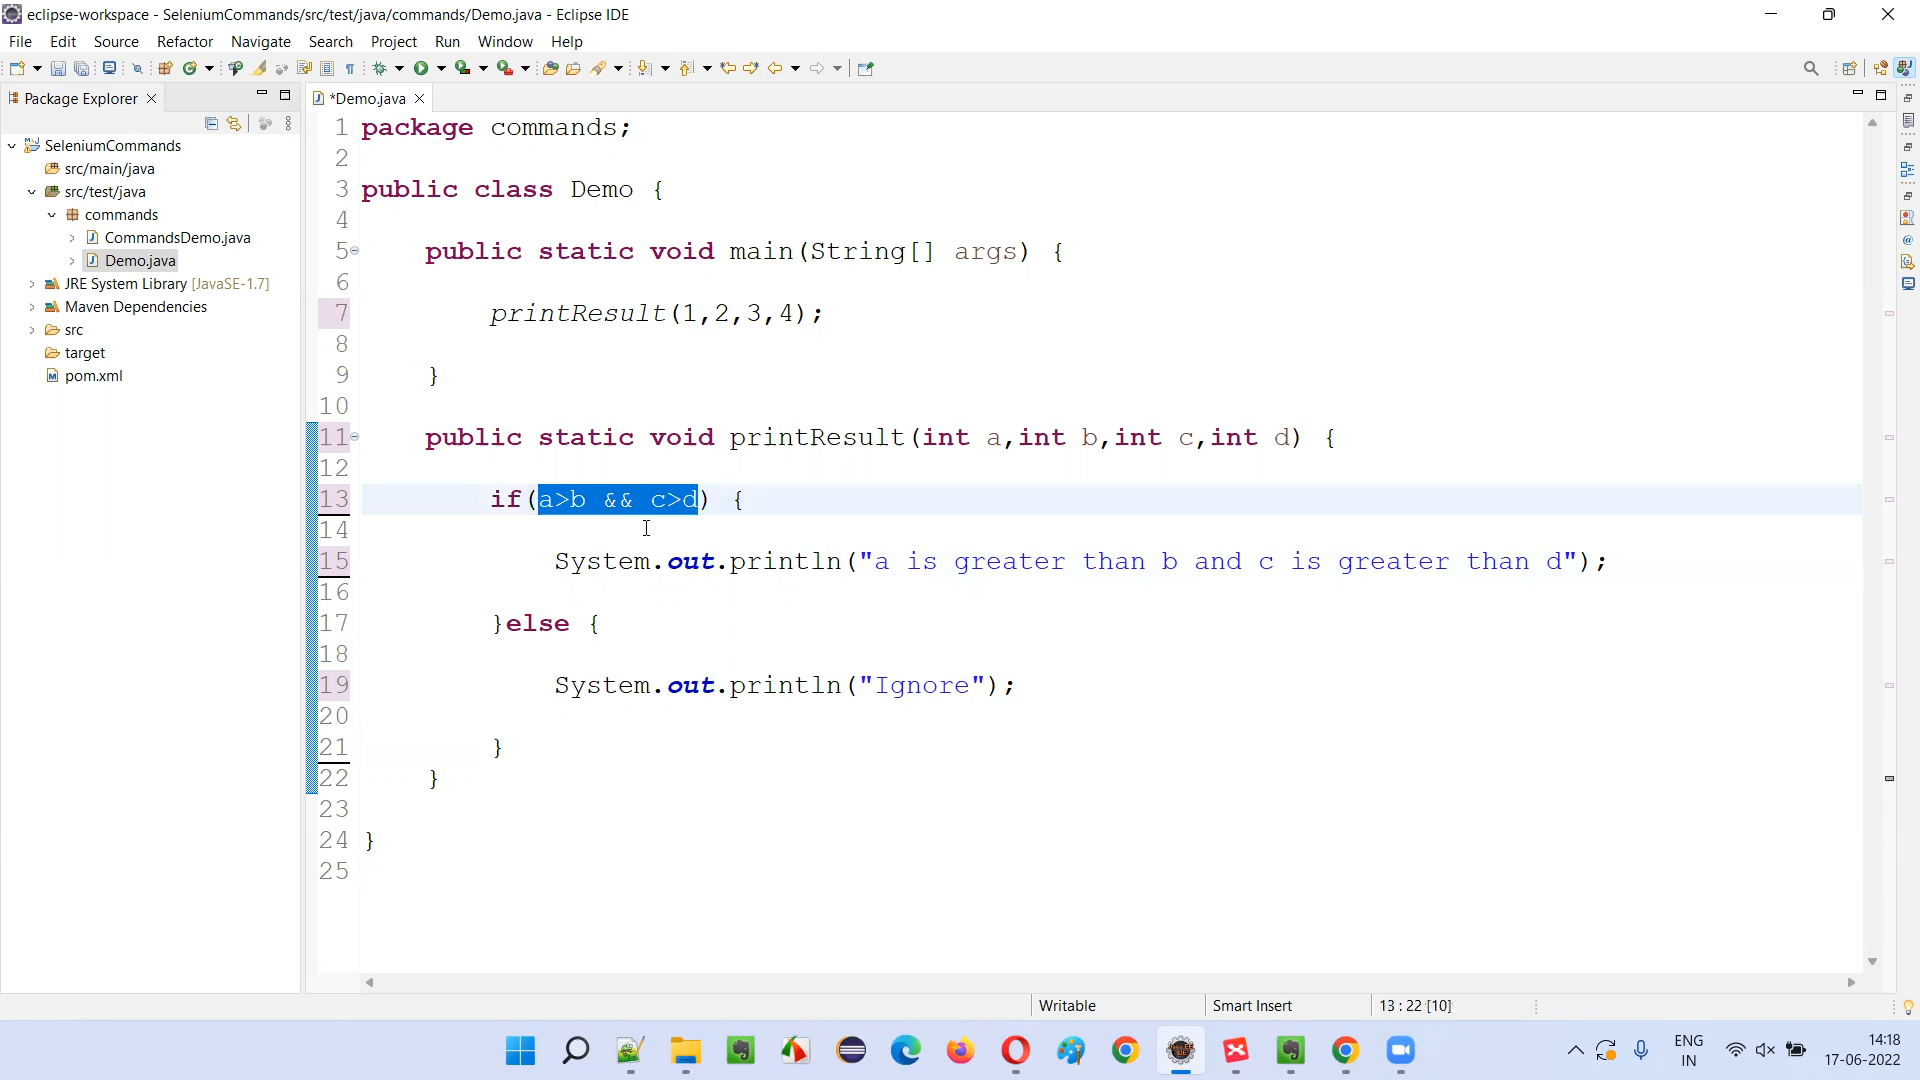 eclipse-workspace - SeleniumCommands/src/test/java/commands/Demo.java - Eclipse IDE
File Edit Source Refactor Navigate Search Project Run Window Help
Package Explorer
*Demo.java
SeleniumCommands
src/main/java
src/test/java
commands
CommandsDemo.java
Demo.java
JRE System Library [JavaSE-1.7]
Maven Dependencies
src
target
pom.xml
1 package commands;
2
3 public class Demo {
4
5 public static void main(String[] args) {
6
7 printResult(1,2,3,4);
8
9 }
10
11 public static void printResult(int a,int b,int c,int d) {
12
13 if(a>b && c>d) {
14
15 System.out.println("a is greater than b and c is greater than d");
16
17 }else {
18
19 System.out.println("Ignore");
20
21 }
22 }
23
24 }
25
Writable Smart Insert 13 : 22 [10]
ENG
IN
14:18
17-06-2022